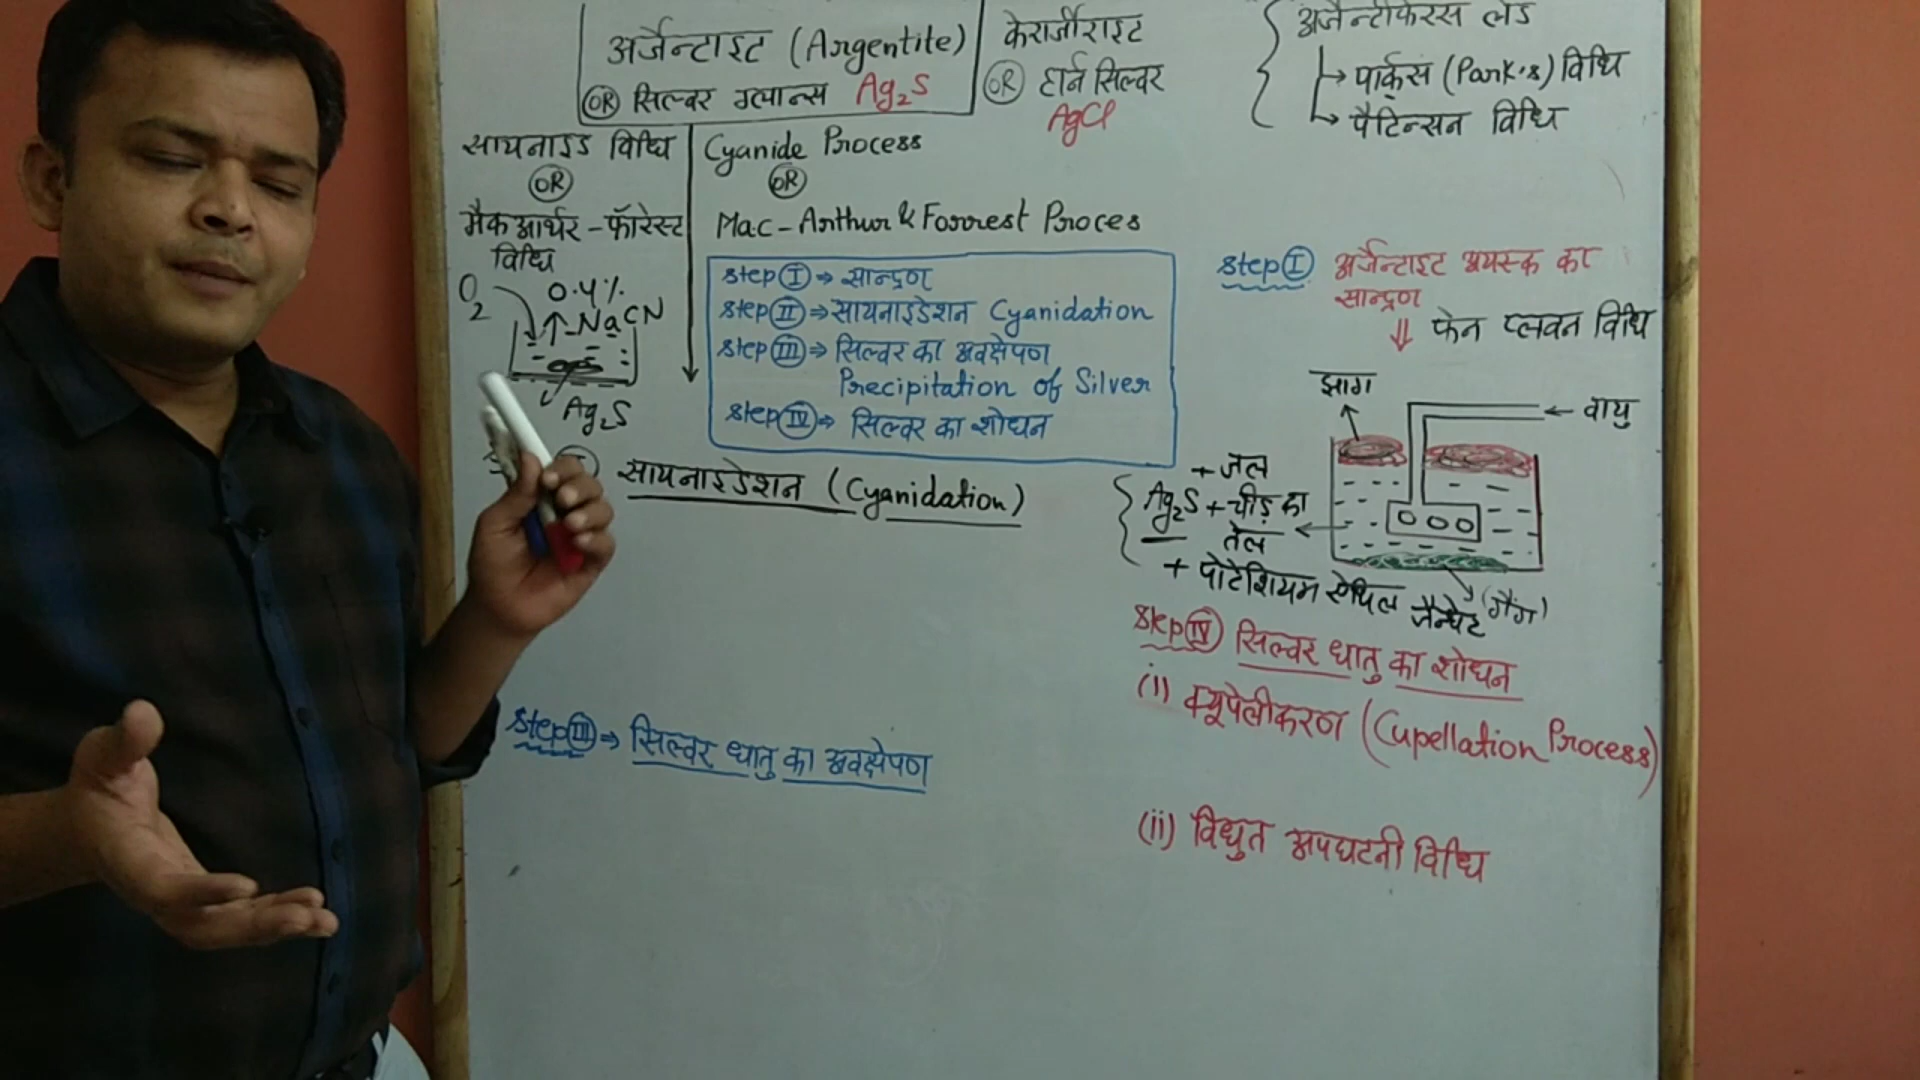 अर्जेन्टाइट (Argentite)
OR सिल्वर ग्लान्स Ag2S
केरार्जीराइट
OR हार्न सिल्वर
AgCl
अर्जेन्टीफेरस लेड
→ पार्क्स (Park's) विधि
→ पैटिन्सन विधि
सायनाइड विधि
OR
मैकआर्थर - फॉरेस्ट
विधि
Cyanide Process
OR
Mac-Arthur & Forrest Proces
O2
0.4%
NaCN
Ag2S
Step I ⇒ सान्द्रण
Step II ⇒ सायनाइडेशन Cyanidation
Step III ⇒ सिल्वर का अवक्षेपण
Precipitation of Silver
Step IV ⇒ सिल्वर का शोधन
Step I अर्जेन्टाइट अयस्क का
सान्द्रण
⇓ फेन प्लवन विधि
झाग
← वायु
+ जल
Ag2S + चीड़ का
तेल
+ पोटेशियम ऐथिल जैन्थेट
(गैंग)
सायनाइडेशन (Cyanidation)
Step III ⇒ सिल्वर धातु का अवक्षेपण
Step IV सिल्वर धातु का शोधन
(i) क्यूपेलीकरण (Cupellation Process)
(ii) विधुत अपघटनी विधि